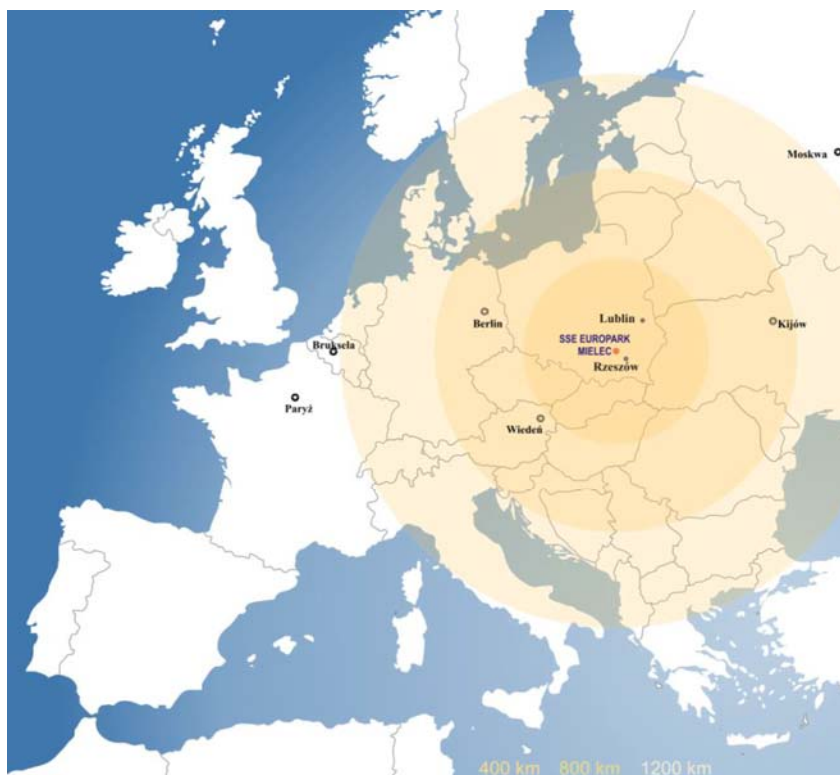 Moskwa
Lublin
Berlin
Kijów
SSE EUROPARK
MIELEC
Bruksela
Rzeszów
Paryż
Wiedeń
400 km 800 km 1200 km